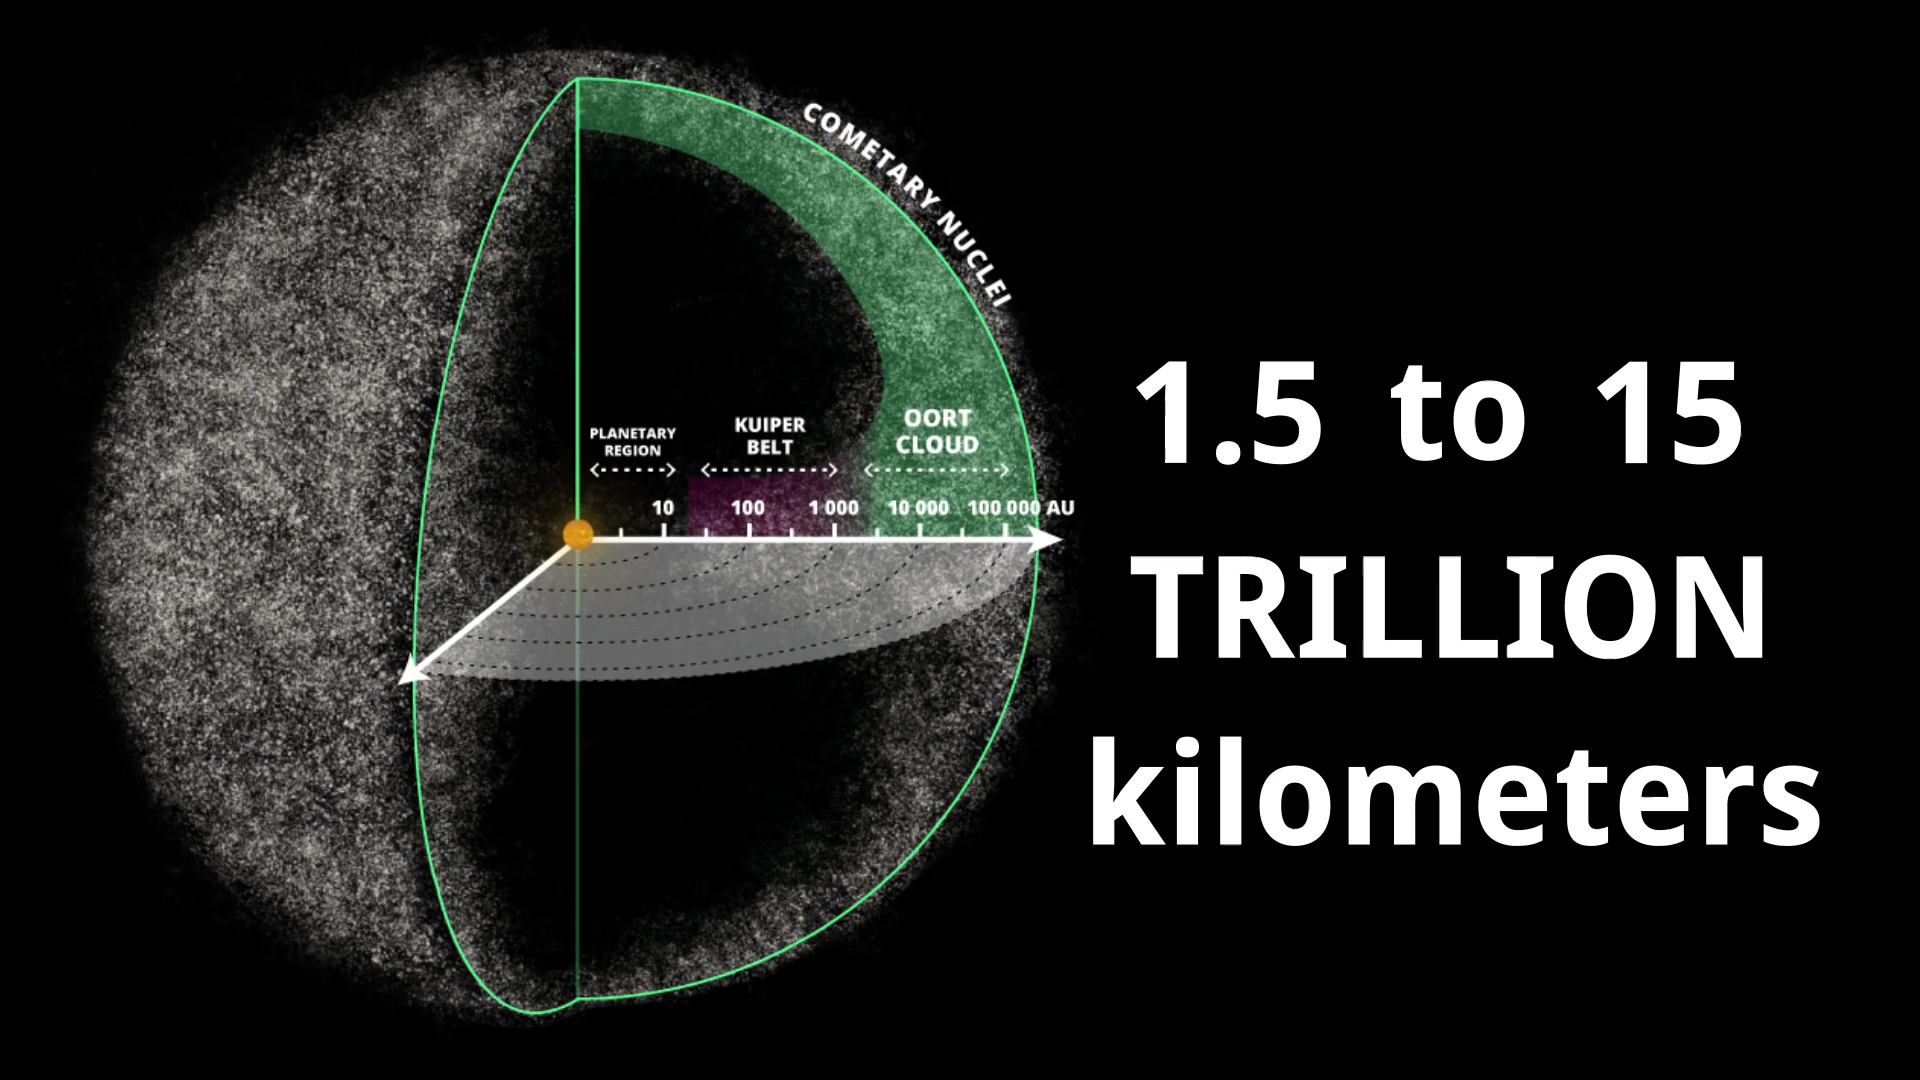 COMETARY NUCLEI
PLANETARY
REGION
KUIPER
BELT
OORT
CLOUD
10
100
1 000
10 000
100 000 AU
1.5 to 15
TRILLION
kilometers